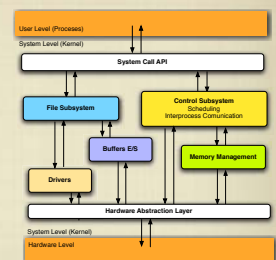 User Level (Proceses)
System Level (Kernel)
System Call API
File Subsystem
Control Subsystem
Scheduling
Interprocess Comunication
Buffers E/S
Memory Management
Drivers
Hardware Abstraction Layer
System Level (Kernel)
Hardware Level